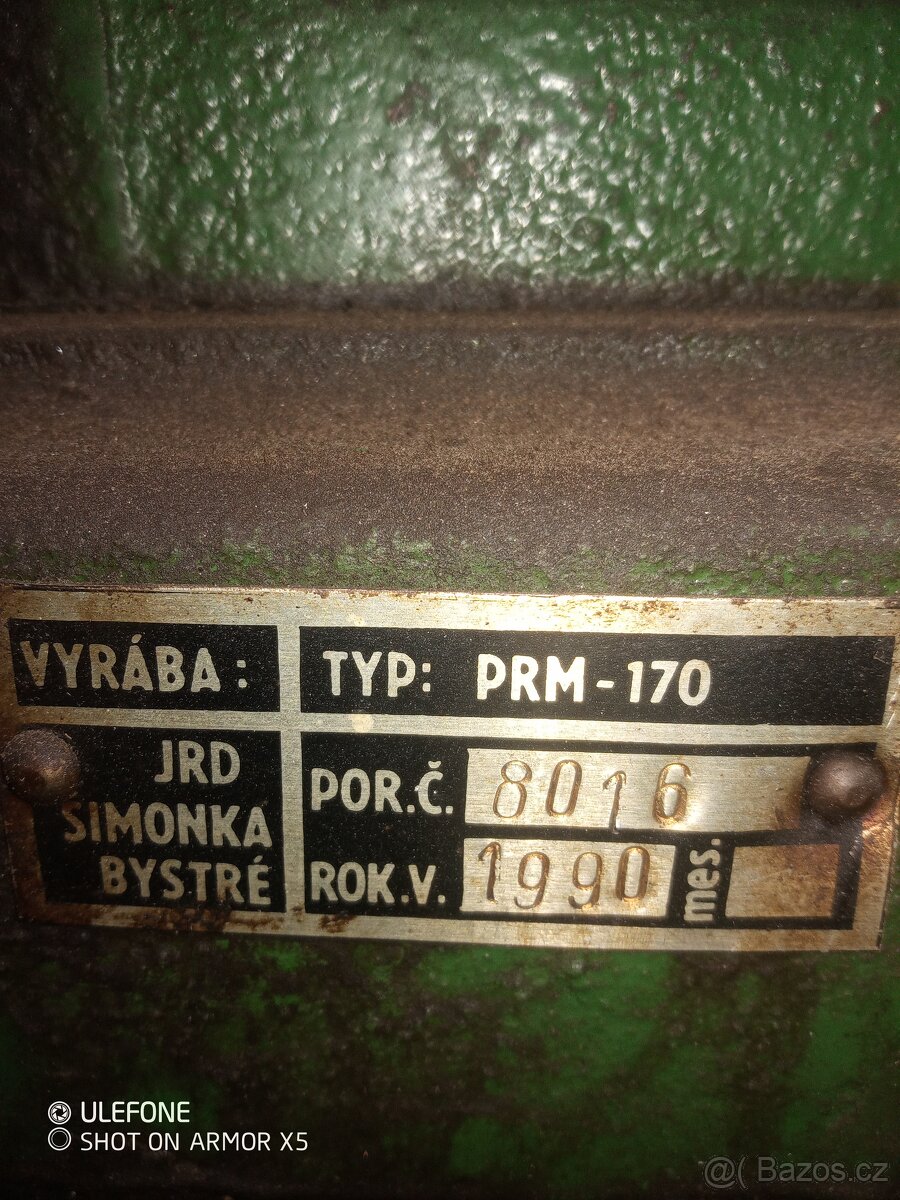 VYRÁBA: TYP: PRM-170
JRD
SIMONKA
BYSTRÉ
POR.Č. 8016
ROK.V. 1990 mes.
ULEFONE
SHOT ON ARMOR X5
@( Bazos.cz